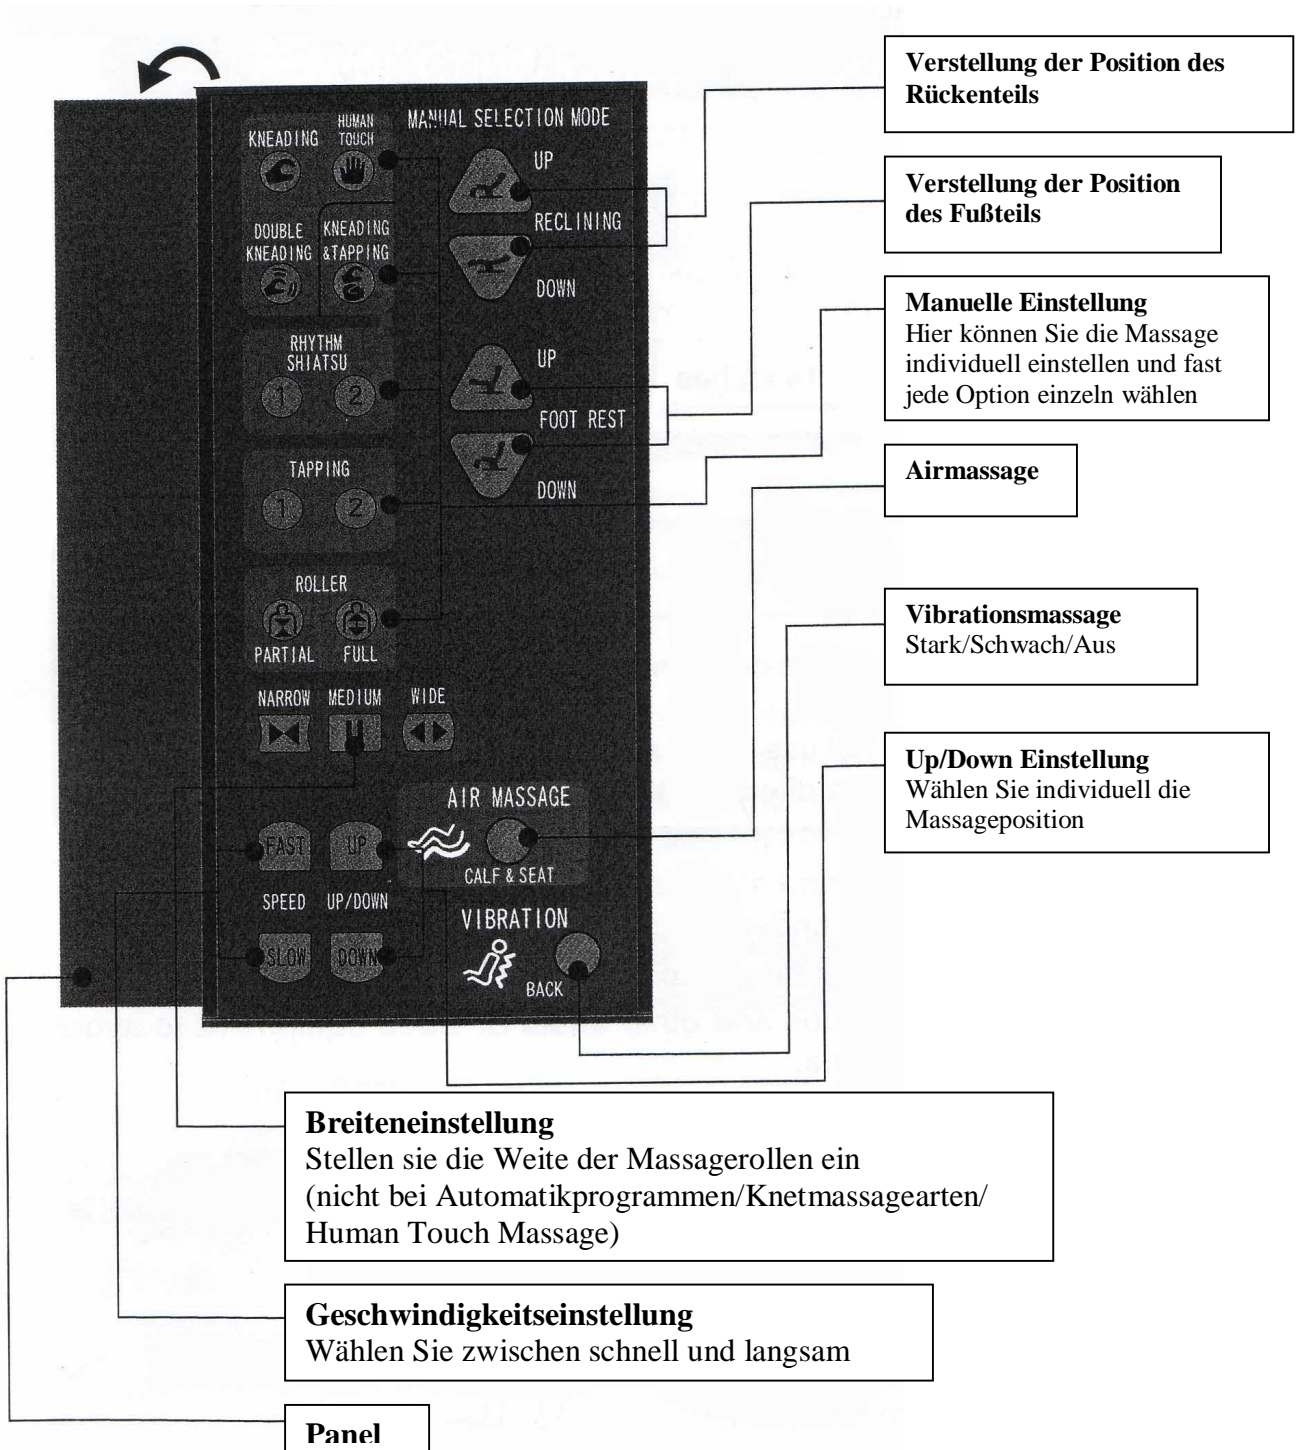 Verstellung der Position des
Rückenteils
Verstellung der Position
des Fußteils
Manuelle Einstellung
Hier können Sie die Massage
individuell einstellen und fast
jede Option einzeln wählen
Airmassage
Vibrationsmassage
Stark/Schwach/Aus
Up/Down Einstellung
Wählen Sie individuell die
Massageposition
MANUAL SELECTION MODE
KNEADING
HUMAN
TOUCH
UP
RECLINING
DOWN
DOUBLE
KNEADING
KNEADING
&TAPPING
RHYTHM
SHIATSU
1 2
UP
FOOT REST
DOWN
TAPPING
1 2
ROLLER
PARTIAL FULL
NARROW MEDIUM WIDE
FAST UP
SPEED UP/DOWN
SLOW DOWN
AIR MASSAGE
CALF & SEAT
VIBRATION
BACK
Breiteneinstellung
Stellen sie die Weite der Massagerollen ein
(nicht bei Automatikprogrammen/Knetmassagearten/
Human Touch Massage)
Geschwindigkeitseinstellung
Wählen Sie zwischen schnell und langsam
Panel